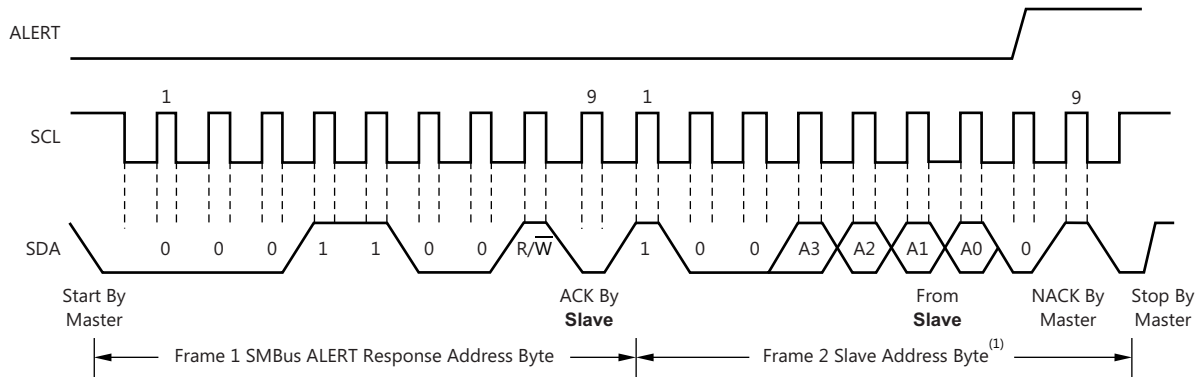 ALERT
1 9 1 9
SCL
SDA 0 0 0 1 1 0 0 R/W 1 0 0 A3 A2 A1 A0 0
Start By Master
ACK By Slave
From Slave
NACK By Master
Stop By Master
Frame 1 SMBus ALERT Response Address Byte
Frame 2 Slave Address Byte(1)